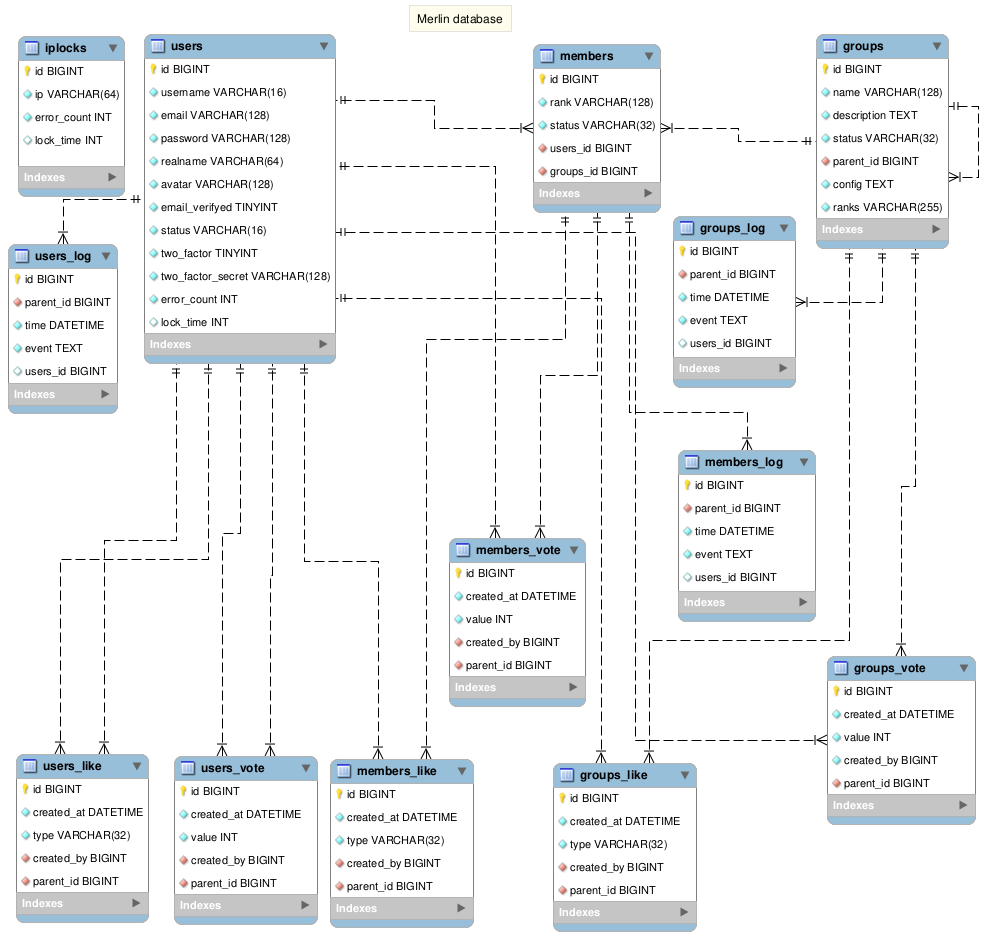 Merlin database
iplocks
id BIGINT
ip VARCHAR(64)
error_count INT
lock_time INT
Indexes
users
id BIGINT
username VARCHAR(16)
email VARCHAR(128)
password VARCHAR(128)
realname VARCHAR(64)
avatar VARCHAR(128)
email_verifyed TINYINT
status VARCHAR(16)
two_factor TINYINT
two_factor_secret VARCHAR(128)
error_count INT
lock_time INT
Indexes
members
id BIGINT
rank VARCHAR(128)
status VARCHAR(32)
users_id BIGINT
groups_id BIGINT
Indexes
groups
id BIGINT
name VARCHAR(128)
description TEXT
status VARCHAR(32)
parent_id BIGINT
config TEXT
ranks VARCHAR(255)
Indexes
users_log
id BIGINT
parent_id BIGINT
time DATETIME
event TEXT
users_id BIGINT
Indexes
groups_log
id BIGINT
parent_id BIGINT
time DATETIME
event TEXT
users_id BIGINT
Indexes
members_log
id BIGINT
parent_id BIGINT
time DATETIME
event TEXT
users_id BIGINT
Indexes
members_vote
id BIGINT
created_at DATETIME
value INT
created_by BIGINT
parent_id BIGINT
Indexes
groups_vote
id BIGINT
created_at DATETIME
value INT
created_by BIGINT
parent_id BIGINT
Indexes
users_like
id BIGINT
created_at DATETIME
type VARCHAR(32)
created_by BIGINT
parent_id BIGINT
Indexes
users_vote
id BIGINT
created_at DATETIME
value INT
created_by BIGINT
parent_id BIGINT
Indexes
members_like
id BIGINT
created_at DATETIME
type VARCHAR(32)
created_by BIGINT
parent_id BIGINT
Indexes
groups_like
id BIGINT
created_at DATETIME
type VARCHAR(32)
created_by BIGINT
parent_id BIGINT
Indexes